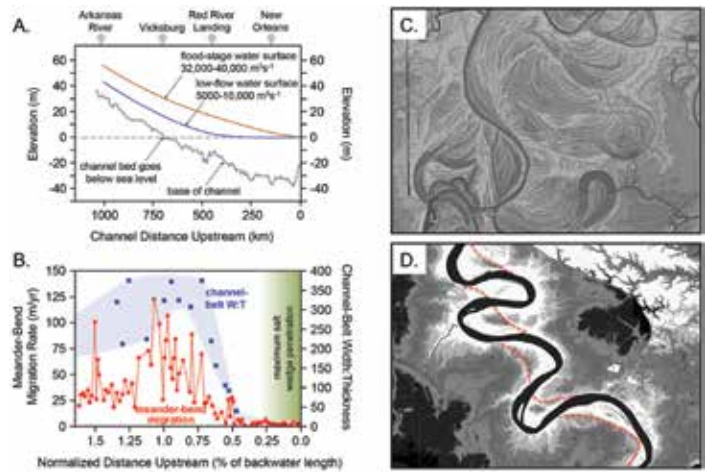 A.
Arkansas
River
Vicksburg
Red River
Landing
New
Orleans
Elevation (m)
60
40
20
0
-20
-40
flood-stage water surface
32,000-40,000 m³s⁻¹
low-flow water surface
5000-10,000 m³s⁻¹
channel bed goes
below sea level
base of channel
60
40
20
0
-20
-40
Elevation (m)
1000
750
500
250
0
Channel Distance Upstream (km)
B.
Meander-Bend
Migration Rate (m/yr)
150
125
100
75
50
25
0
channel-
belt W:T
meander-bend
migration
maximum salt
wedge penetration
400
350
300
250
200
150
100
50
0
Channel-Belt Width:Thickness
1.5
1.25
1.0
0.75
0.5
0.25
0.0
Normalized Distance Upstream (% of backwater length)
C.
D.